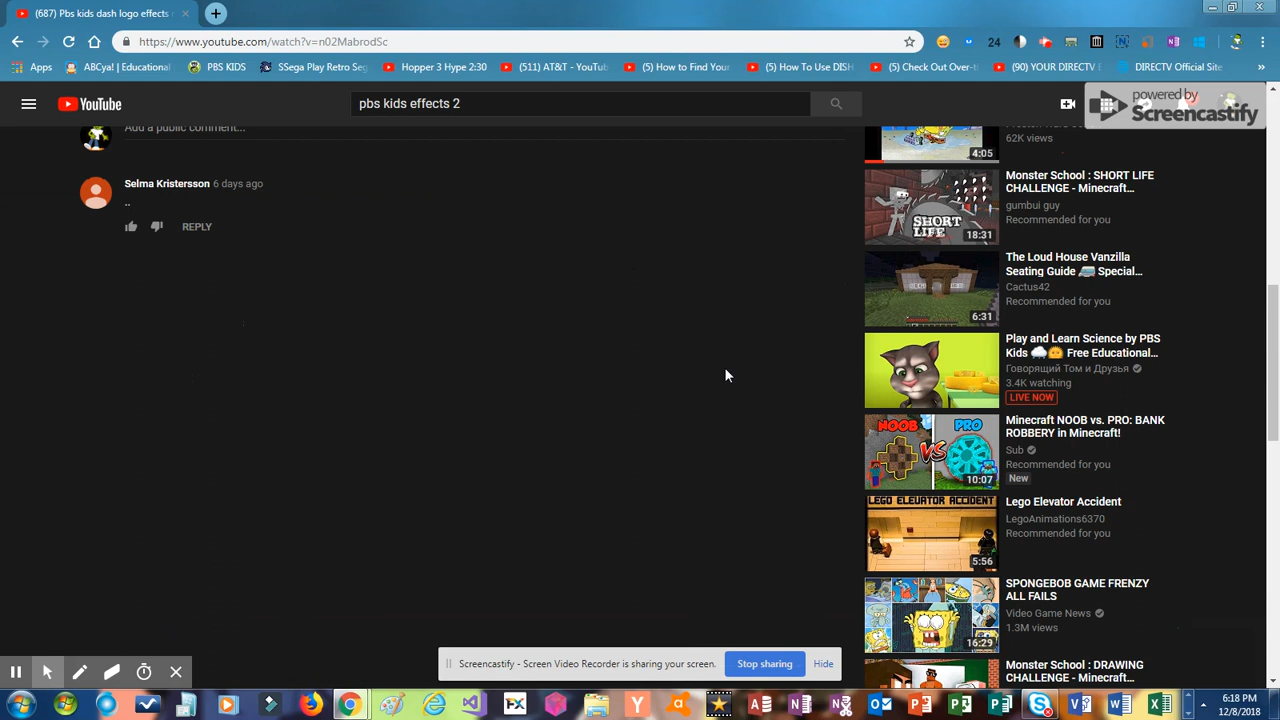 (687) Pbs kids dash logo effects
https://www.youtube.com/watch?v=n02MabrodSc
24
Apps
ABCya! | Educational
PBS KIDS
SSega Play Retro Seg
Hopper 3 Hype 2:30
(511) AT&T - YouTu
(5) How to Find Your
(5) How To Use DISH
(5) Check Out Over-t
(90) YOUR DIRECTV E
DIRECTV Official Site
»
YouTube
pbs kids effects 2
powered by
Screencastify
Add a public comment...
Selma Kristersson 6 days ago
..
REPLY
4:05
62K views
SHORT
LIFE
18:31
Monster School : SHORT LIFE
CHALLENGE - Minecraft...
gumbui guy
Recommended for you
6:31
The Loud House Vanzilla
Seating Guide 🚐 Special...
Cactus42
Recommended for you
Play and Learn Science by PBS
Kids 🌧️🌞 Free Educational...
Говорящий Том и Друзья
3.4K watching
LIVE NOW
NOOB
VS
PRO
10:07
Minecraft NOOB vs. PRO: BANK
ROBBERY in Minecraft!
Sub
Recommended for you
New
LEGO ELEVATOR ACCIDENT
5:56
Lego Elevator Accident
LegoAnimations6370
Recommended for you
16:29
SPONGEBOB GAME FRENZY
ALL FAILS
Video Game News
1.3M views
Monster School : DRAWING
CHALLENGE - Minecraft...
Screencastify - Screen Video Recorder is sharing your screen.
Stop sharing
Hide
6:18 PM
12/8/2018